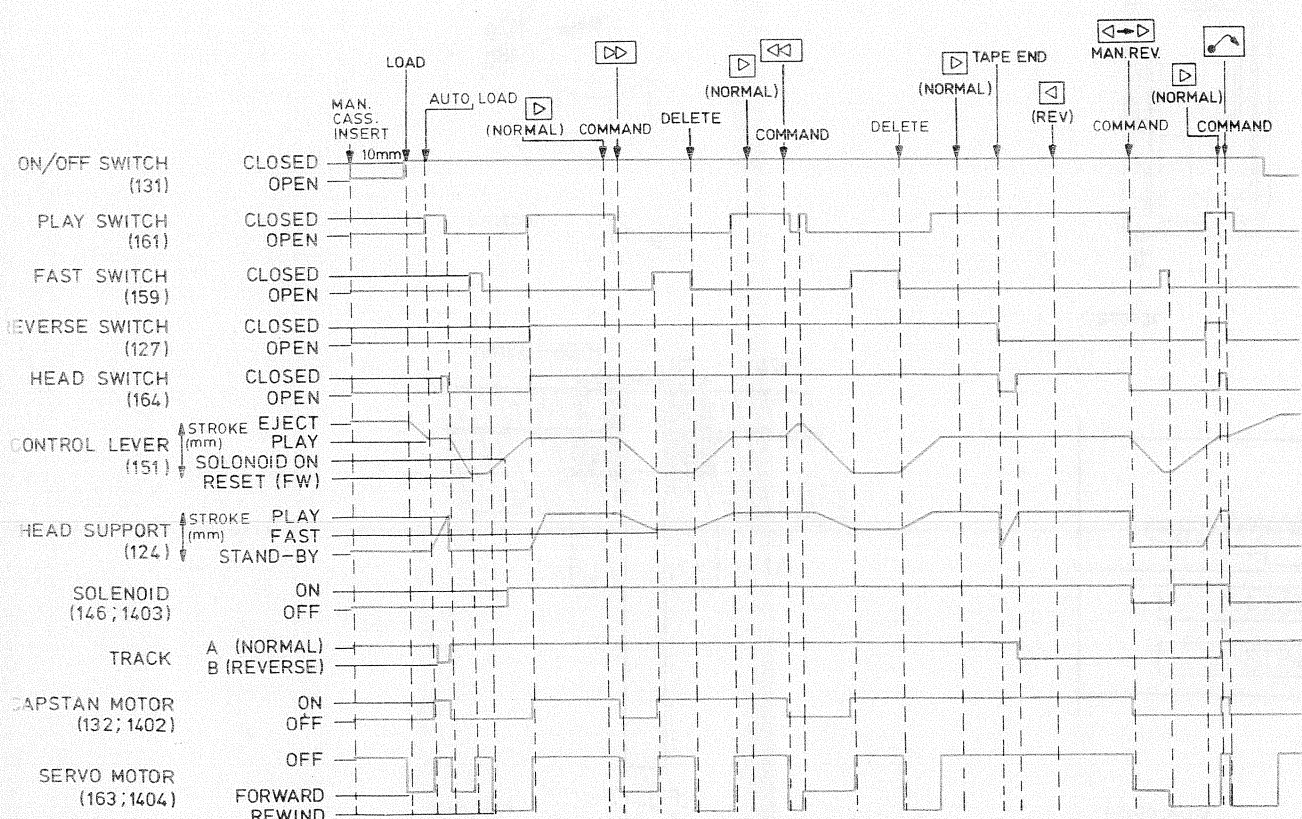 LOAD
MAN. CASS. INSERT
AUTO, LOAD
(NORMAL)
COMMAND
DELETE
(NORMAL)
COMMAND
DELETE
(NORMAL)
TAPE END
(REV)
MAN. REV.
COMMAND
(NORMAL)
COMMAND
10mm
ON/OFF SWITCH (131)
CLOSED
OPEN
PLAY SWITCH (161)
CLOSED
OPEN
FAST SWITCH (159)
CLOSED
OPEN
EVERSE SWITCH (127)
CLOSED
OPEN
HEAD SWITCH (164)
CLOSED
OPEN
CONTROL LEVER (151)
STROKE (mm)
EJECT
PLAY
SOLONOID ON
RESET (FW)
HEAD SUPPORT (124)
STROKE (mm)
PLAY
FAST
STAND-BY
SOLENOID (146;1403)
ON
OFF
TRACK
A (NORMAL)
B (REVERSE)
CAPSTAN MOTOR (132;1402)
ON
OFF
SERVO MOTOR (163;1404)
OFF
FORWARD
REWIND